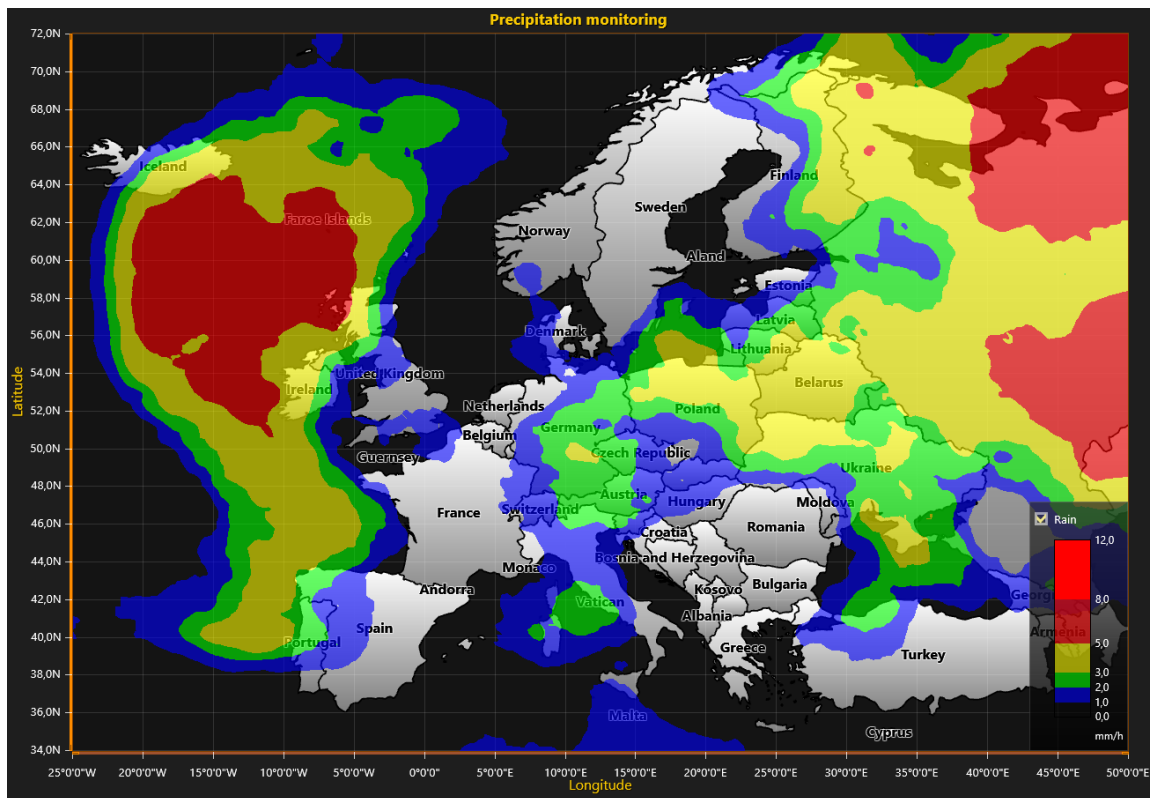 Precipitation monitoring
72,0N
70,0N
68,0N
66,0N
64,0N
62,0N
60,0N
58,0N
56,0N
54,0N
52,0N
50,0N
48,0N
46,0N
44,0N
42,0N
40,0N
38,0N
36,0N
34,0N
Latitude
Iceland
Finland
Sweden
Faroe Islands
Norway
Aland
Estonia
Latvia
Denmark
Lithuania
United Kingdom
Belarus
Ireland
Netherlands
Poland
Germany
Belgium
Czech Republic
Guernsey
Ukraine
Austria
Hungary
Moldova
Switzerland
France
Romania
Croatia
Bosnia and Herzegovina
Monaco
Andorra
Kosovo
Bulgaria
Vatican
Albania
Spain
Portugal
Greece
Turkey
Malta
Cyprus
Georg
Armenia
Rain
12,0
8,0
5,0
3,0
2,0
1,0
0,0
mm/h
25°0'0"W
20°0'0"W
15°0'0"W
10°0'0"W
5°0'0"W
0°0'0"E
5°0'0"E
10°0'0"E
15°0'0"E
20°0'0"E
25°0'0"E
30°0'0"E
35°0'0"E
40°0'0"E
45°0'0"E
50°0'0"E
Longitude